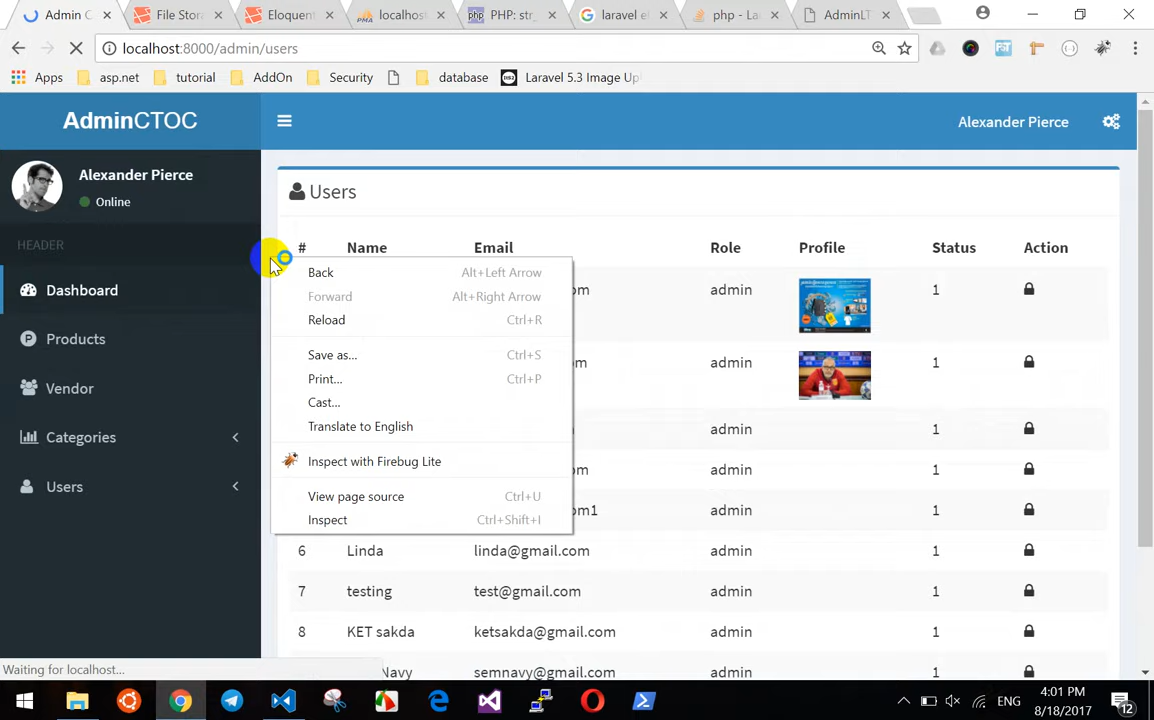 Admin C
File Stora
Eloquent
localhos
PHP: str_
laravel el
php - La
AdminLT
localhost:8000/admin/users
Apps asp.net tutorial AddOn Security database Laravel 5.3 Image Up
AdminCTOC
Alexander Pierce
Alexander Pierce
Online
HEADER
Dashboard
Products
Vendor
Categories
Users
Users
# Name Email Role Profile Status Action
Back Alt+Left Arrow
Forward Alt+Right Arrow
Reload Ctrl+R
Save as... Ctrl+S
Print... Ctrl+P
Cast...
Translate to English
Inspect with Firebug Lite
View page source Ctrl+U
Inspect Ctrl+Shift+I
om admin 1
om admin 1
admin 1
om admin 1
om1 admin 1
6 Linda linda@gmail.com admin 1
7 testing test@gmail.com admin 1
8 KET sakda ketsakda@gmail.com admin 1
Navy semnavy@gmail.com admin 1
Waiting for localhost...
ENG
4:01 PM
8/18/2017
12